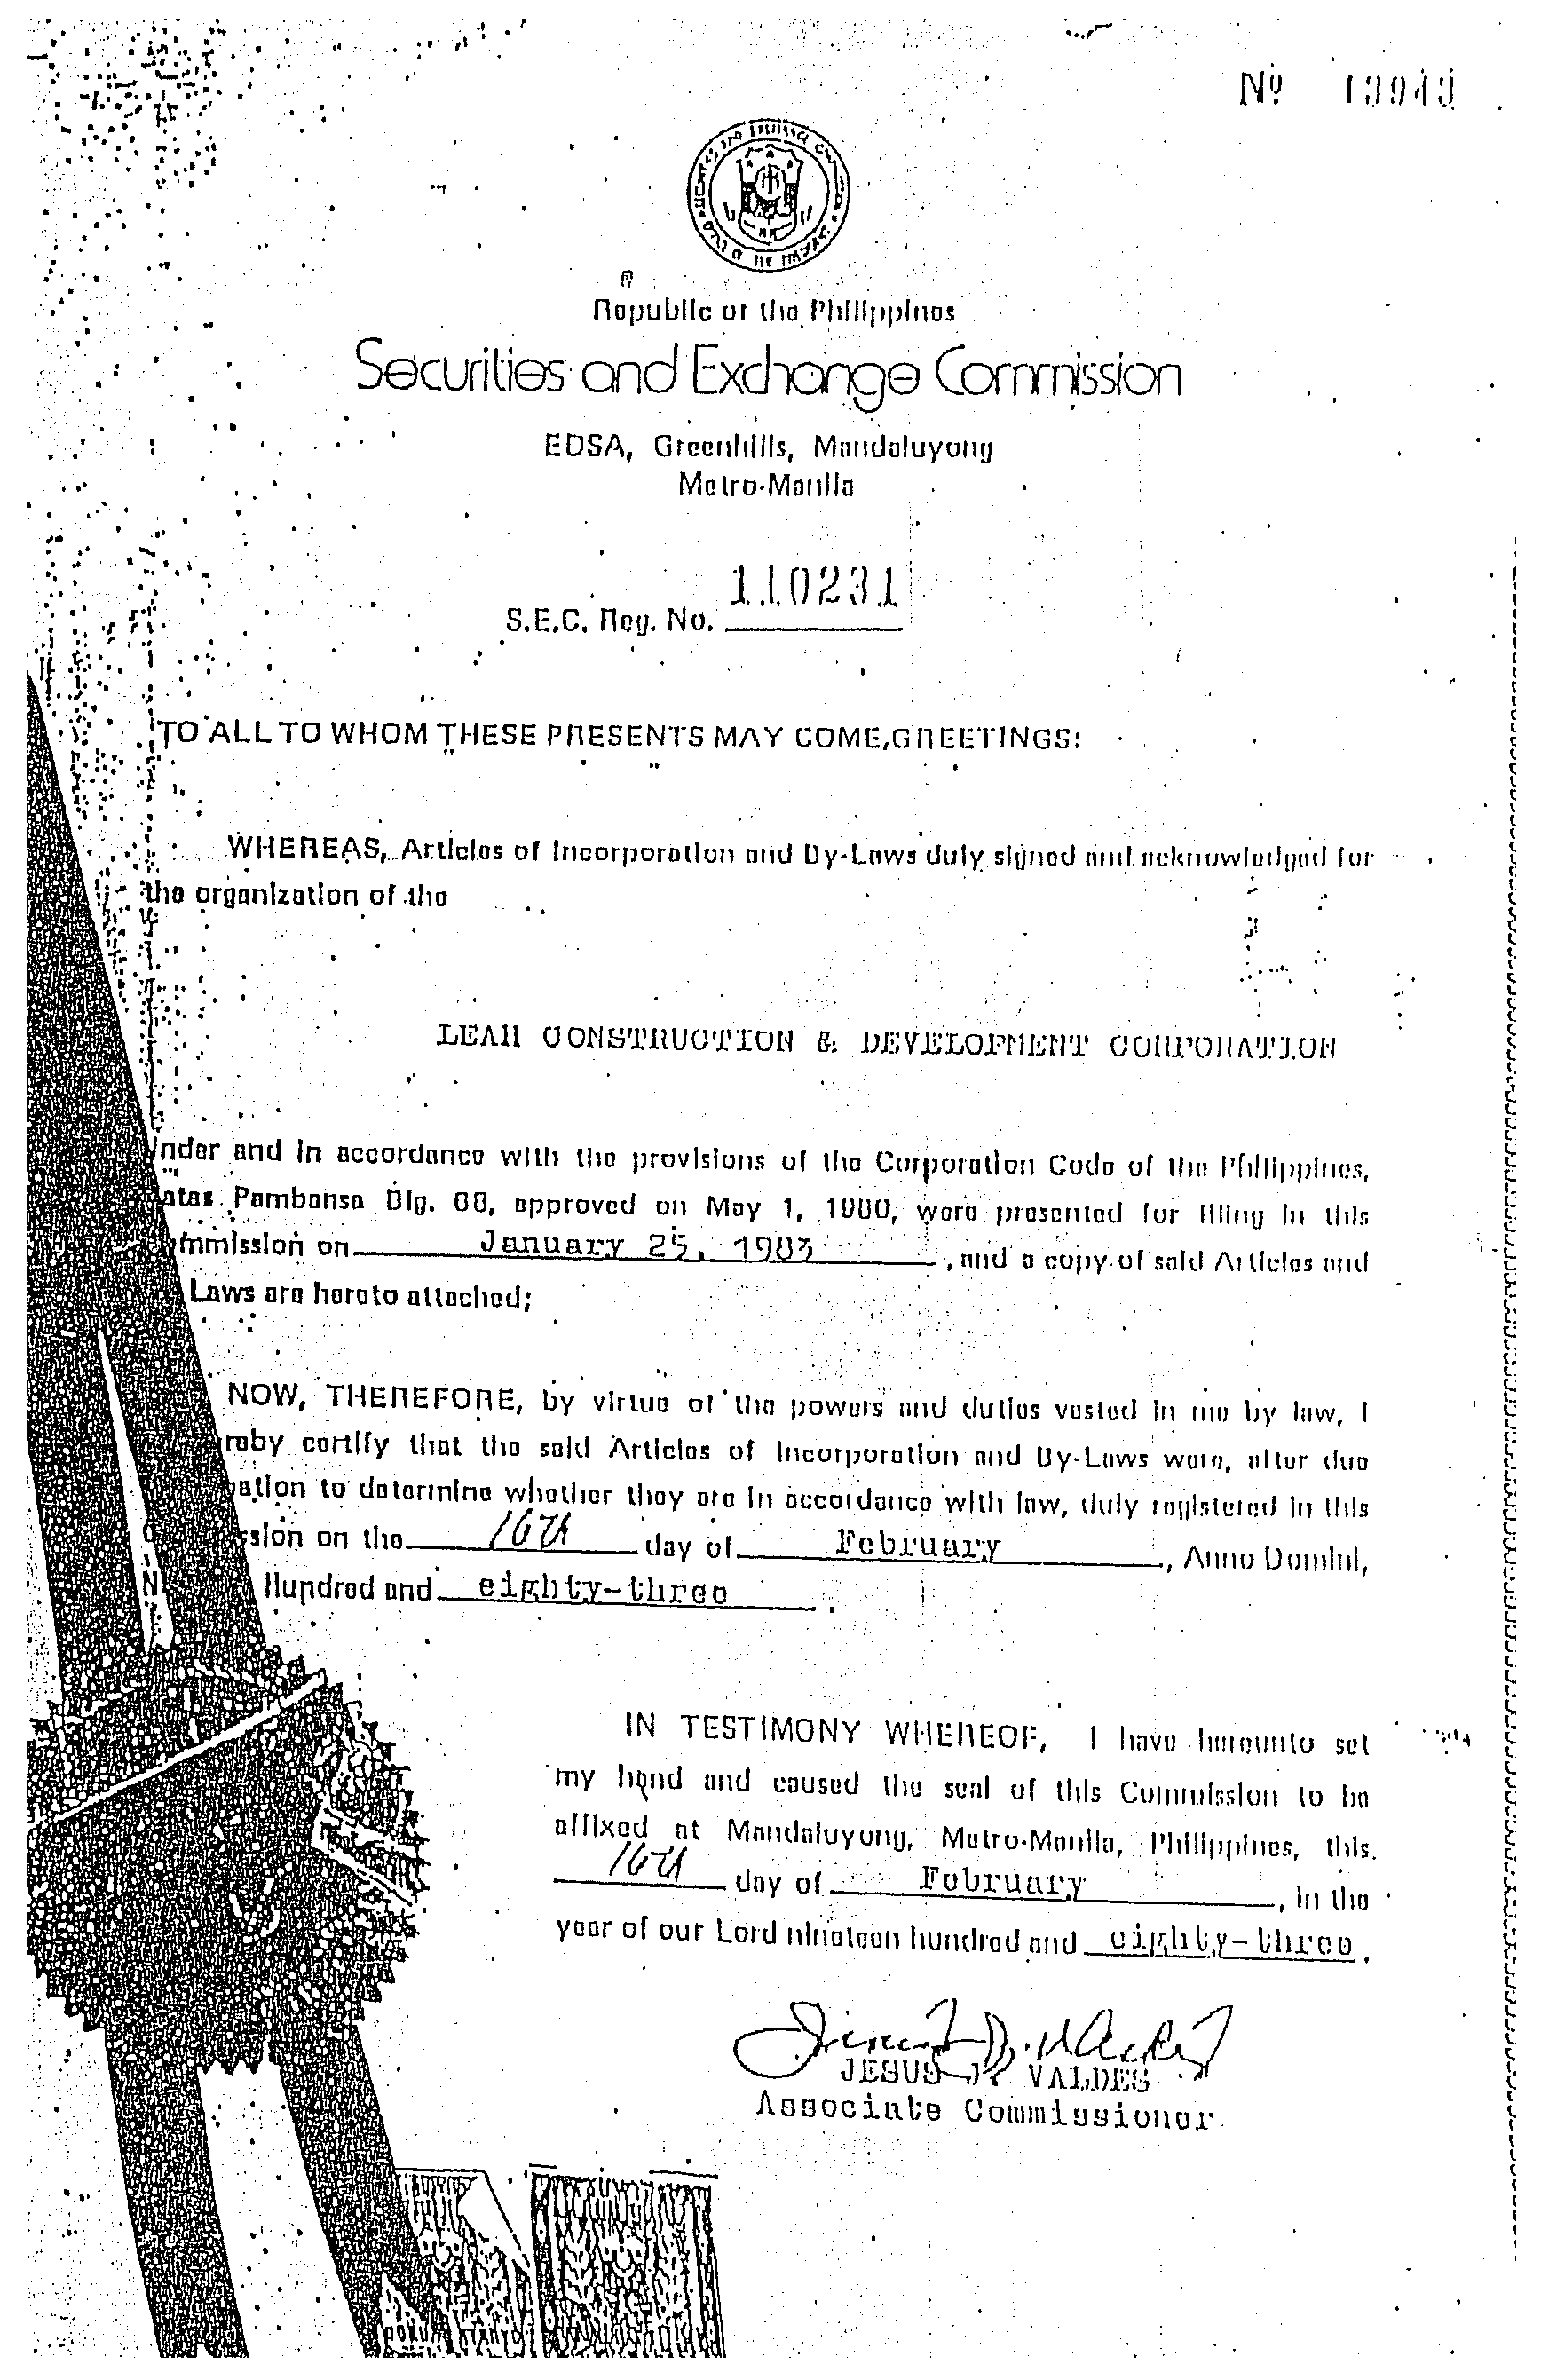 Nº 13943
Republic of the Philippines
Securities and Exchange Commission
EDSA, Greenhills, Mandaluyong
Metro-Manila
S.E.C. Reg. No. 110231
TO ALL TO WHOM THESE PRESENTS MAY COME, GREETINGS:
WHEREAS, Articles of Incorporation and By-Laws duly signed and acknowledged for
the organization of the
LEAH CONSTRUCTION & DEVELOPMENT CORPORATION
nder and in accordance with the provisions of the Corporation Code of the Philippines,
atas Pambansa Blg. 68, approved on May 1, 1980, were presented for filing in this
mmission on January 25, 1983, and a copy of said Articles and
Laws are hereto attached;
NOW, THEREFORE, by virtue of the powers and duties vested in me by law, I
reby certify that the said Articles of Incorporation and By-Laws were, after due
ation to determine whether they are in accordance with law, duly registered in this
sion on the 16th day of February, Anno Domini,
Hundred and eighty-three.
IN TESTIMONY WHEREOF, I have hereunto set
my hand and caused the seal of this Commission to be
affixed at Mandaluyong, Metro-Manila, Philippines, this
16th day of February, in the
year of our Lord nineteen hundred and eighty-three.
JESUS VALDES
Associate Commissioner